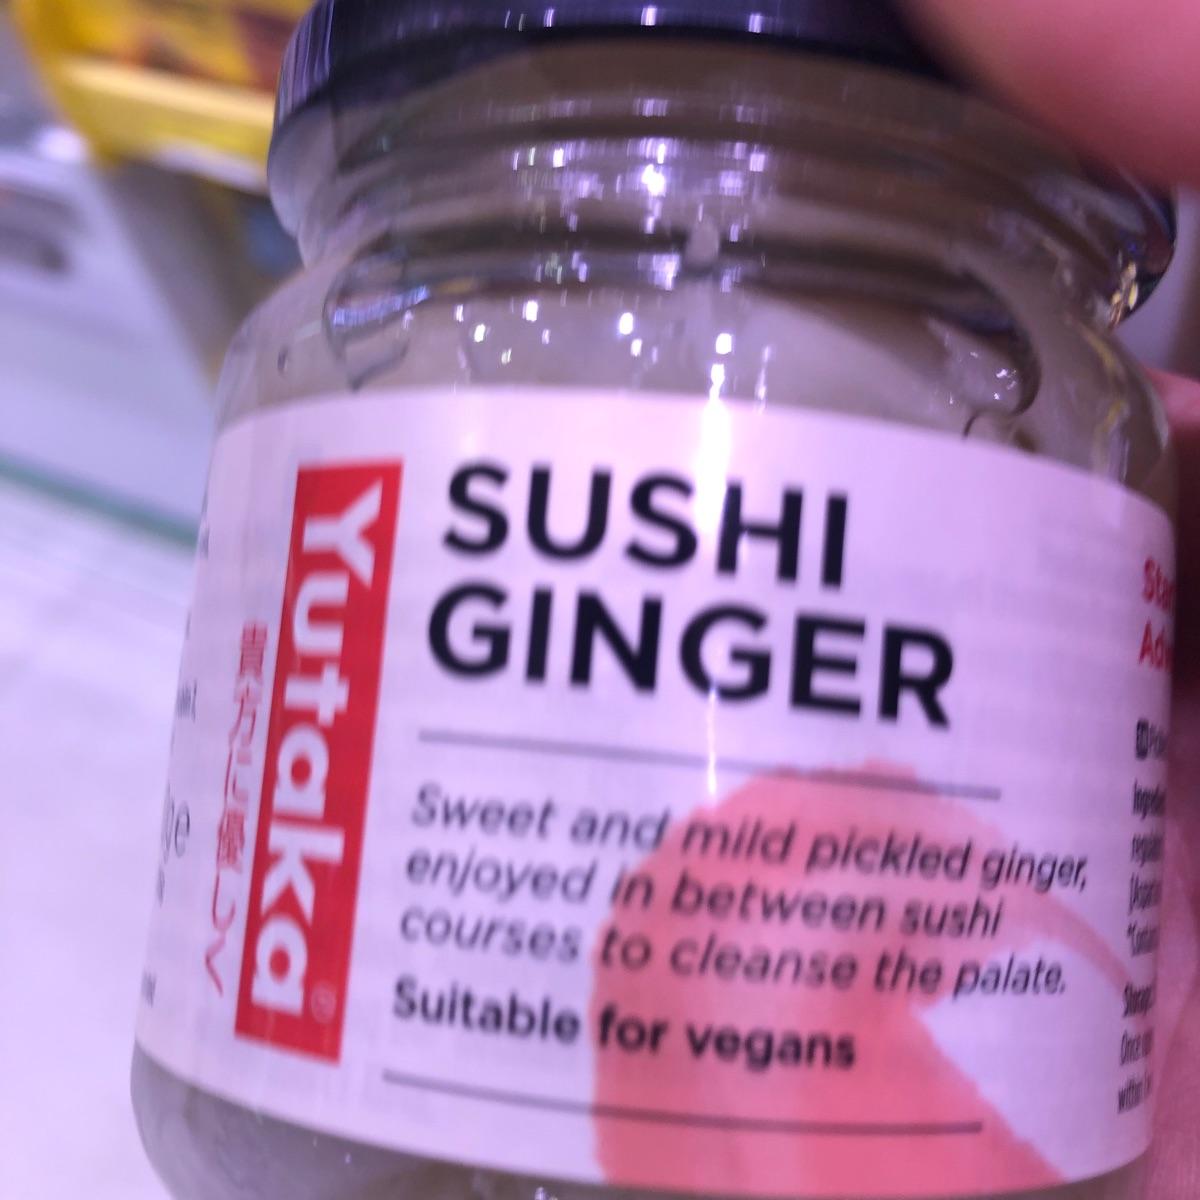 Yutaka®
貴方に優しく
SUSHI
GINGER
Sweet and mild pickled ginger,
enjoyed in between sushi
courses to cleanse the palate.
Suitable for vegans